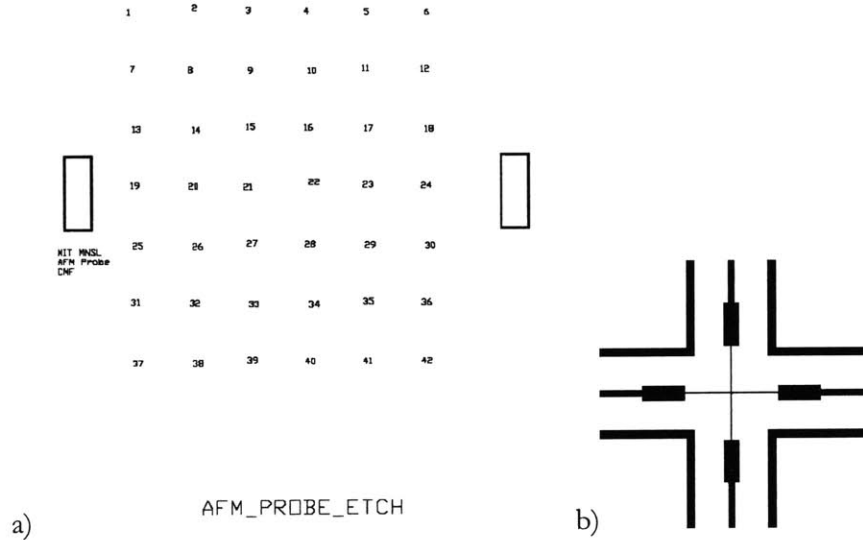 1 2 3 4 5 6
7 8 9 10 11 12
13 14 15 16 17 18
19 20 21 22 23 24
MIT MNSL
AFM Probe
CMF
25 26 27 28 29 30
31 32 33 34 35 36
37 38 39 40 41 42
AFM_PROBE_ETCH
a)
b)